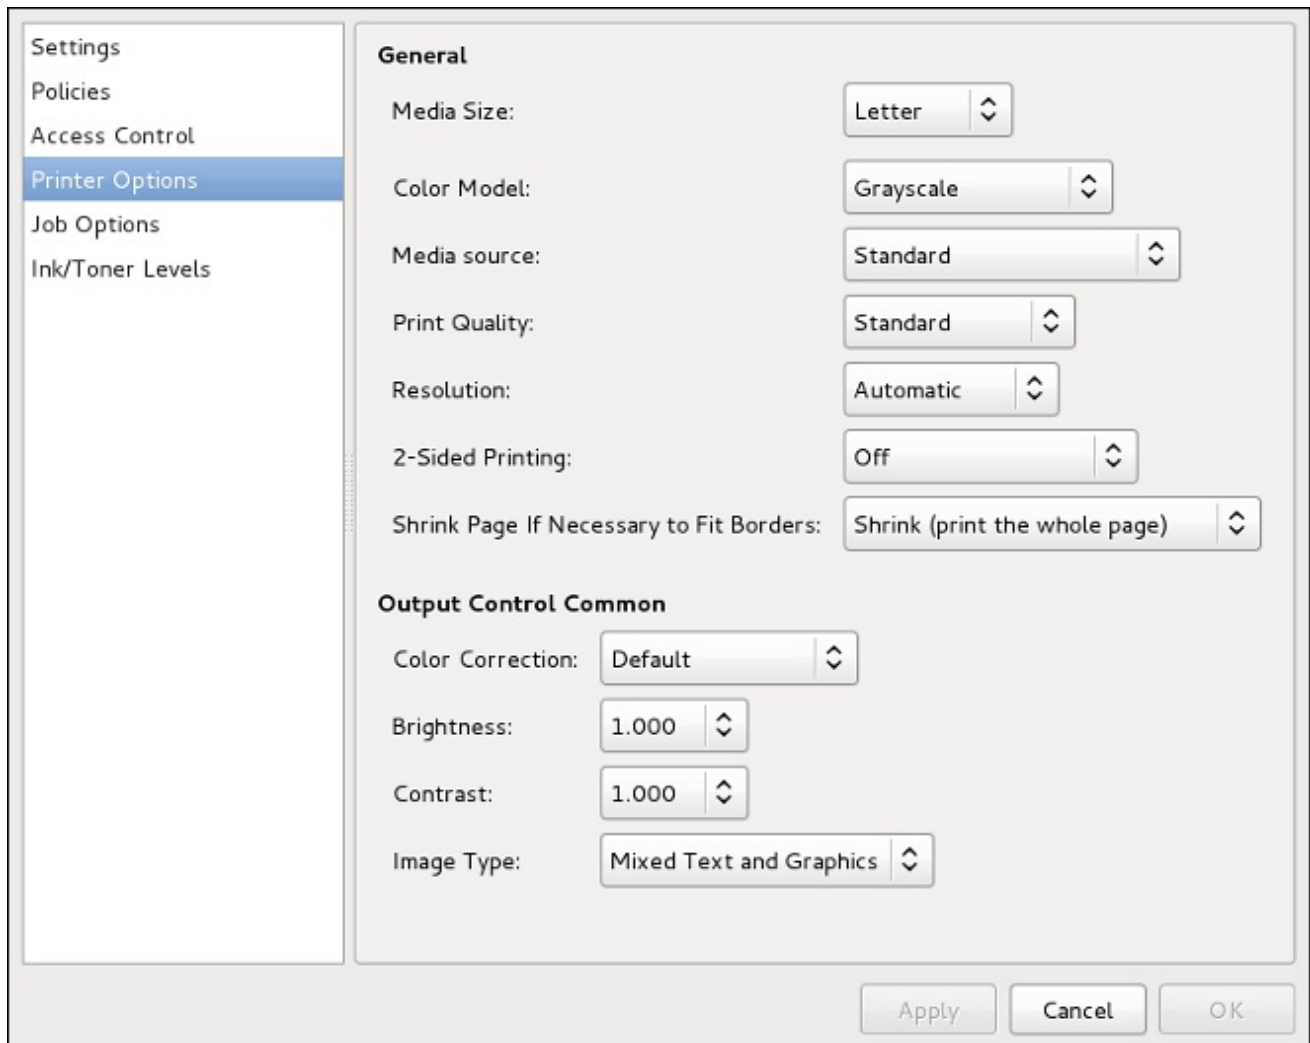 Settings
Policies
Access Control
Printer Options
Job Options
Ink/Toner Levels
General
Media Size: Letter
Color Model: Grayscale
Media source: Standard
Print Quality: Standard
Resolution: Automatic
2-Sided Printing: Off
Shrink Page If Necessary to Fit Borders: Shrink (print the whole page)
Output Control Common
Color Correction: Default
Brightness: 1.000
Contrast: 1.000
Image Type: Mixed Text and Graphics
Apply Cancel OK